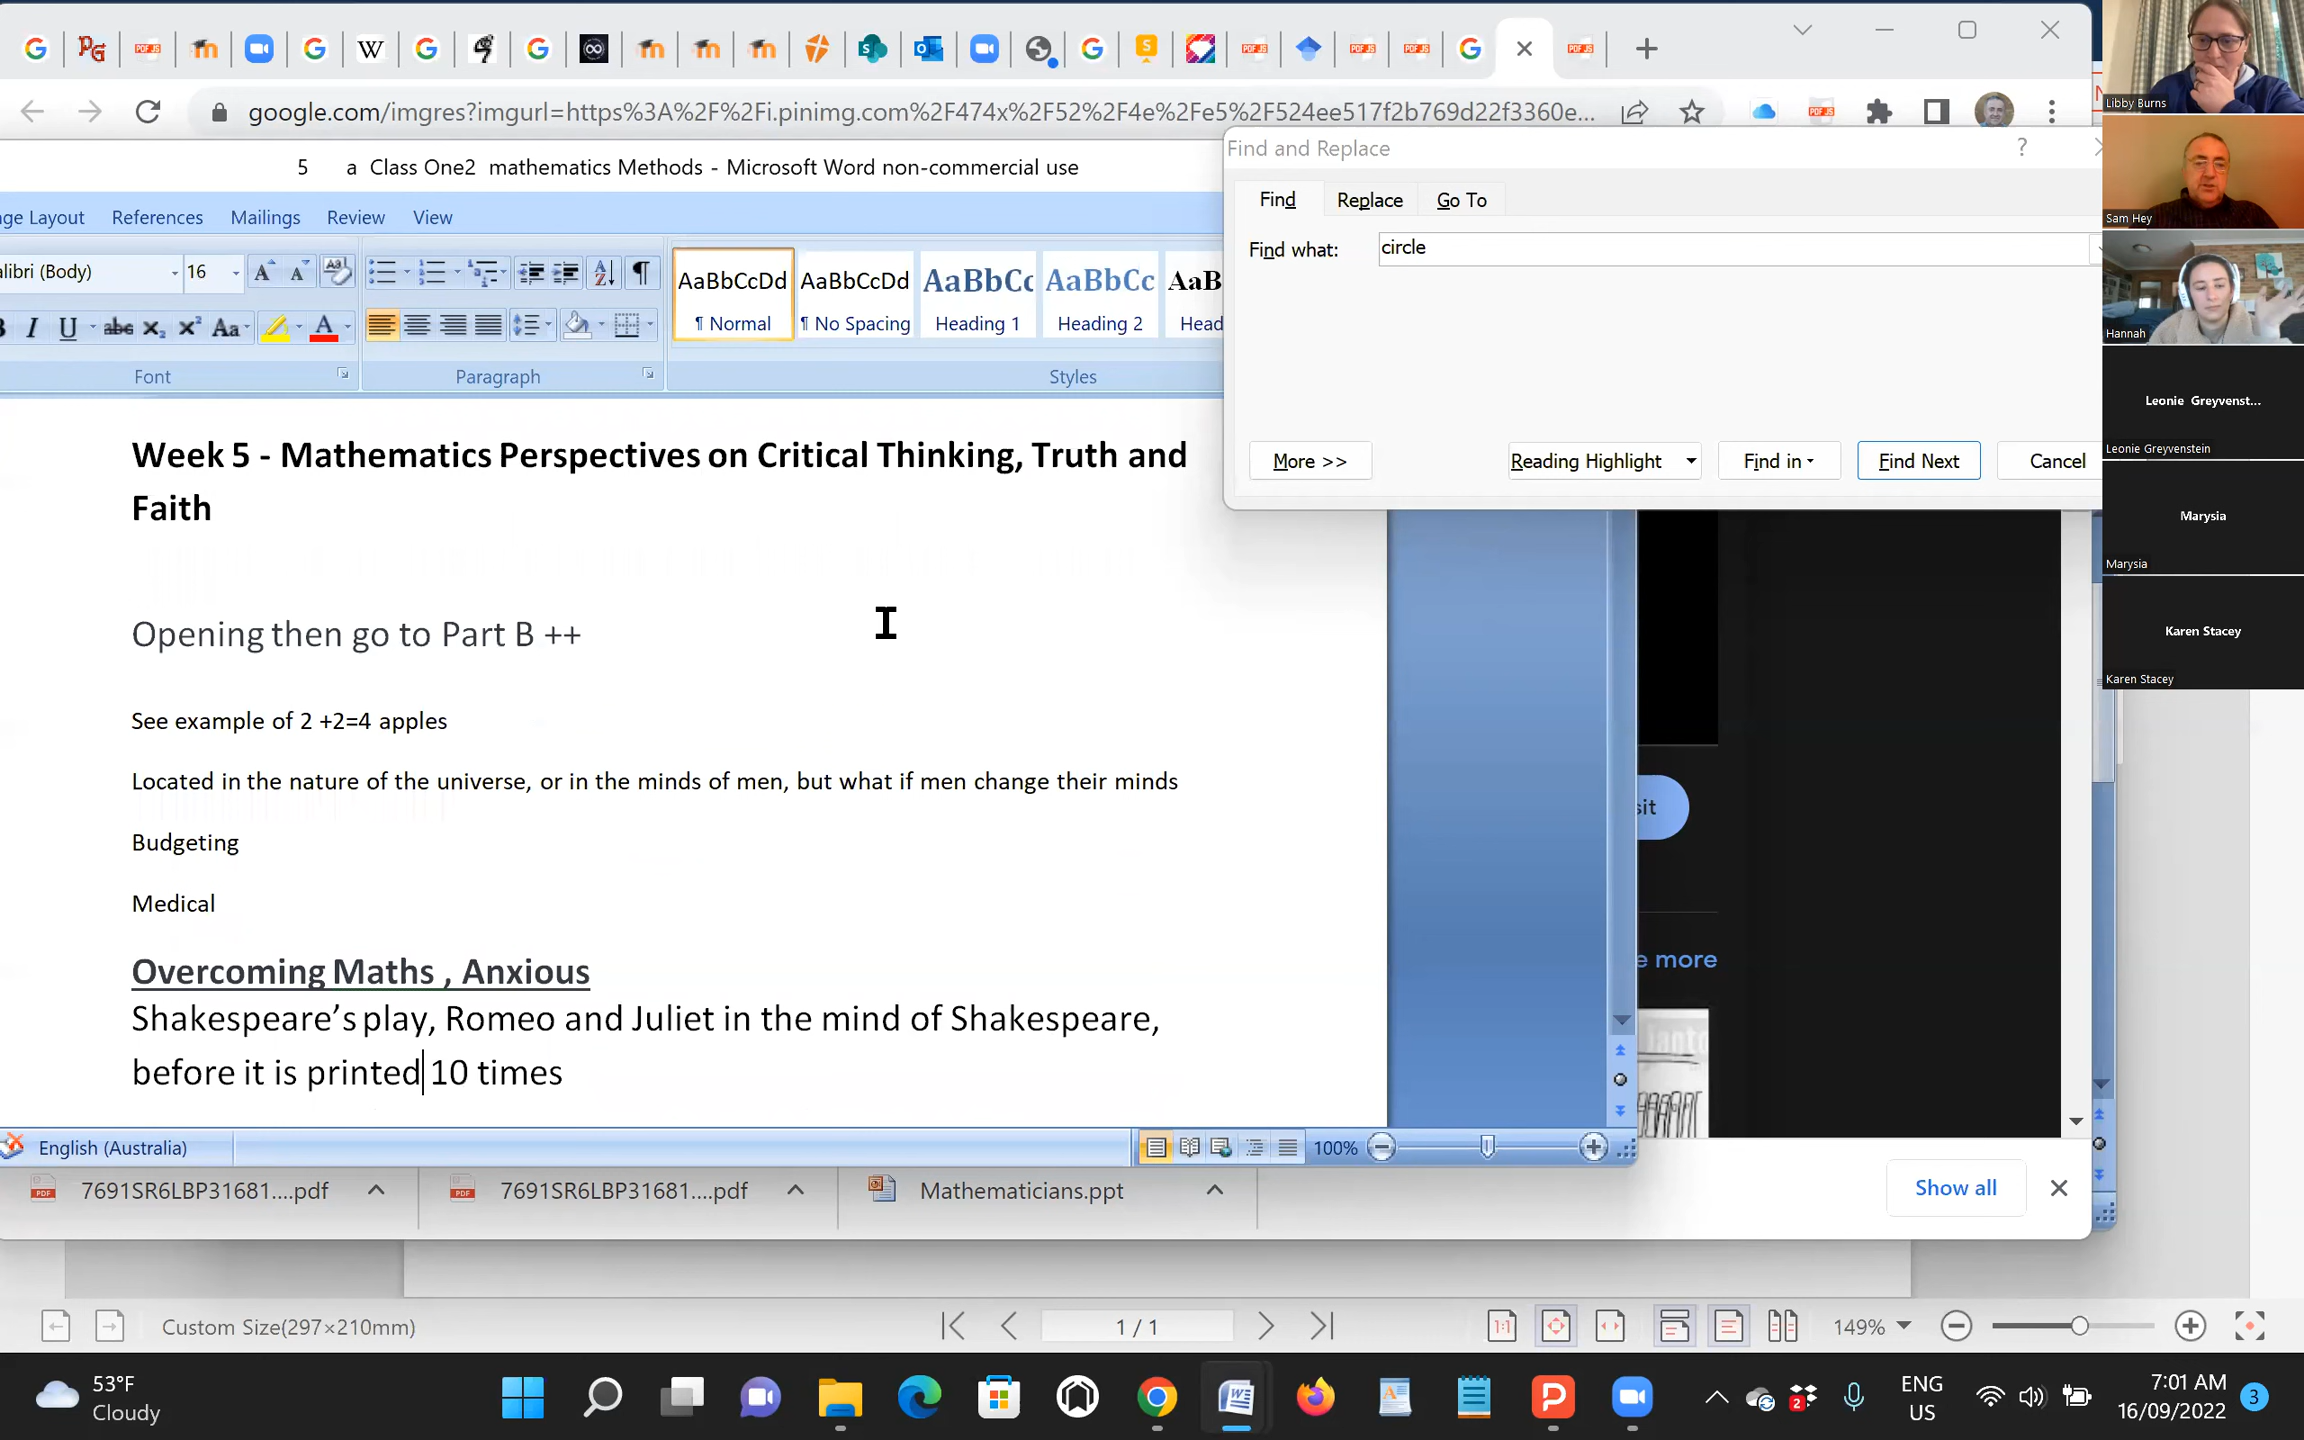 google.com/imgres?imgurl=https%3A%2F%2Fi.pinimg.com%2F474x%2F52%2F4e%2Fe5%2F524ee517f2b769d22f3360e...
5 a Class One2 mathematics Methods - Microsoft Word non-commercial use
ge Layout References Mailings Review View
alibri (Body) 16
AaBbCcDd AaBbCcDd AaBbCc AaBbCc AaB
¶ Normal ¶ No Spacing Heading 1 Heading 2 Head
Font Paragraph Styles
Find and Replace
Find Replace Go To
Find what: circle
More >> Reading Highlight Find in Find Next Cancel
Libby Burns
Sam Hey
Hannah
Leonie Greyvenst...
Leonie Greyvenstein
Marysia
Marysia
Karen Stacey
Karen Stacey
Week 5 - Mathematics Perspectives on Critical Thinking, Truth and
Faith
Opening then go to Part B ++
See example of 2 +2=4 apples
Located in the nature of the universe, or in the minds of men, but what if men change their minds
Budgeting
Medical
Overcoming Maths , Anxious
Shakespeare’s play, Romeo and Juliet in the mind of Shakespeare,
before it is printed 10 times
sit
e more
English (Australia) 100%
7691SR6LBP31681....pdf 7691SR6LBP31681....pdf Mathematicians.ppt Show all
Custom Size(297×210mm) 1 / 1 1:1 149%
53°F
Cloudy
2
ENG
US
7:01 AM
16/09/2022
3